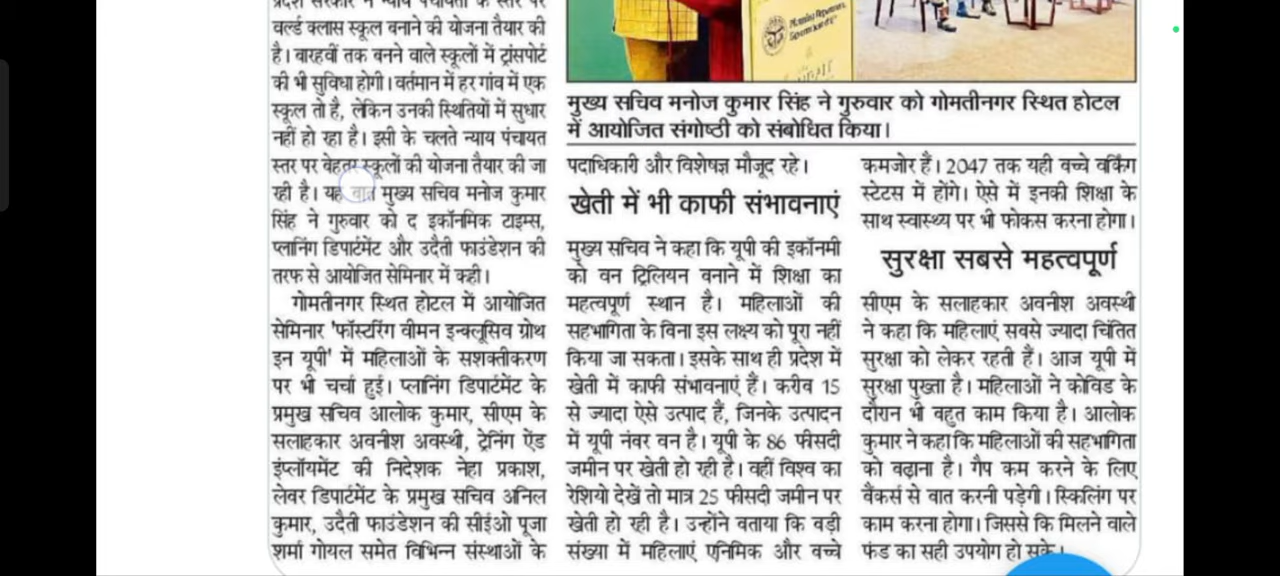 प्रदेश सरकार ने न्याय पंचायतों के स्तर पर
वर्ल्ड क्लास स्कूल बनाने की योजना तैयार की
है। बारहवीं तक बनने वाले स्कूलों में ट्रांसपोर्ट
की भी सुविधा होगी। वर्तमान में हर गांव में एक
स्कूल तो है, लेकिन उनकी स्थितियों में सुधार
नहीं हो रहा है। इसी के चलते न्याय पंचायत
स्तर पर बेहतर स्कूलों की योजना तैयार की जा
रही है। यह बात मुख्य सचिव मनोज कुमार
सिंह ने गुरुवार को द इकॉनमिक टाइम्स,
प्लानिंग डिपार्टमेंट और उदैती फाउंडेशन की
तरफ से आयोजित सेमिनार में कही।
गोमतीनगर स्थित होटल में आयोजित
सेमिनार 'फॉस्टरिंग वीमन इन्क्लूसिव ग्रोथ
इन यूपी' में महिलाओं के सशक्तीकरण
पर भी चर्चा हुई। प्लानिंग डिपार्टमेंट के
प्रमुख सचिव आलोक कुमार, सीएम के
सलाहकार अवनीश अवस्थी, ट्रेनिंग ऐंड
इंप्लॉयमेंट की निदेशक नेहा प्रकाश,
लेबर डिपार्टमेंट के प्रमुख सचिव अनिल
कुमार, उदैती फाउंडेशन की सीईओ पूजा
शर्मा गोयल समेत विभिन्न संस्थाओं के
Planning Department,
मुख्य सचिव मनोज कुमार सिंह ने गुरुवार को गोमतीनगर स्थित होटल
में आयोजित संगोष्ठी को संबोधित किया।
पदाधिकारी और विशेषज्ञ मौजूद रहे।
खेती में भी काफी संभावनाएं
मुख्य सचिव ने कहा कि यूपी की इकॉनमी
को वन ट्रिलियन बनाने में शिक्षा का
महत्वपूर्ण स्थान है। महिलाओं की
सहभागिता के बिना इस लक्ष्य को पूरा नहीं
किया जा सकता। इसके साथ ही प्रदेश में
खेती में काफी संभावनाएं हैं। करीब 15
से ज्यादा ऐसे उत्पाद हैं, जिनके उत्पादन
में यूपी नंबर वन है। यूपी के 86 फीसदी
जमीन पर खेती हो रही है। वहीं विश्व का
रेशियो देखें तो मात्र 25 फीसदी जमीन पर
खेती हो रही है। उन्होंने बताया कि बड़ी
संख्या में महिलाएं एनिमिक और बच्चे
कमजोर हैं। 2047 तक यही बच्चे वर्किंग
स्टेटस में होंगे। ऐसे में इनकी शिक्षा के
साथ स्वास्थ्य पर भी फोकस करना होगा।
सुरक्षा सबसे महत्वपूर्ण
सीएम के सलाहकार अवनीश अवस्थी
ने कहा कि महिलाएं सबसे ज्यादा चिंतित
सुरक्षा को लेकर रहती हैं। आज यूपी में
सुरक्षा पुख्ता है। महिलाओं ने कोविड के
दौरान भी बहुत काम किया है। आलोक
कुमार ने कहा कि महिलाओं की सहभागिता
को बढ़ाना है। गैप कम करने के लिए
बैंकर्स से बात करनी पड़ेगी। स्किलिंग पर
काम करना होगा। जिससे कि मिलने वाले
फंड का सही उपयोग हो सके।